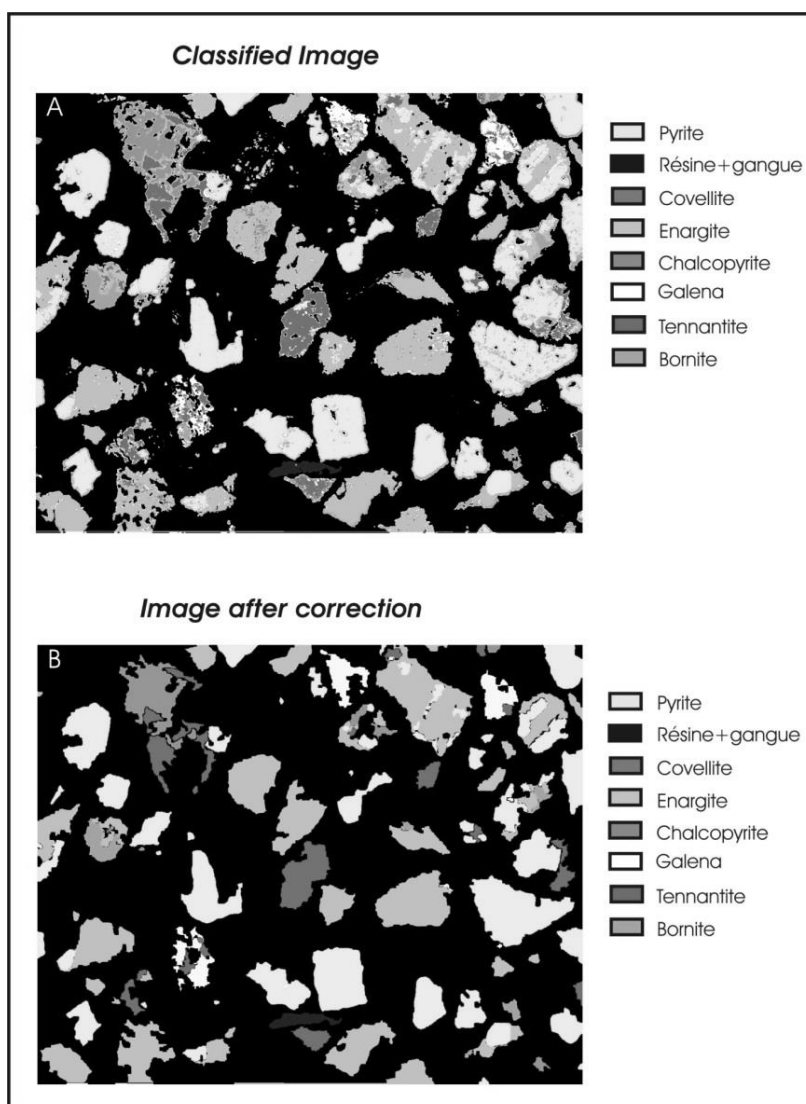 Classified Image
A
Pyrite
Résine+gangue
Covellite
Enargite
Chalcopyrite
Galena
Tennantite
Bornite
Image after correction
B
Pyrite
Résine+gangue
Covellite
Enargite
Chalcopyrite
Galena
Tennantite
Bornite